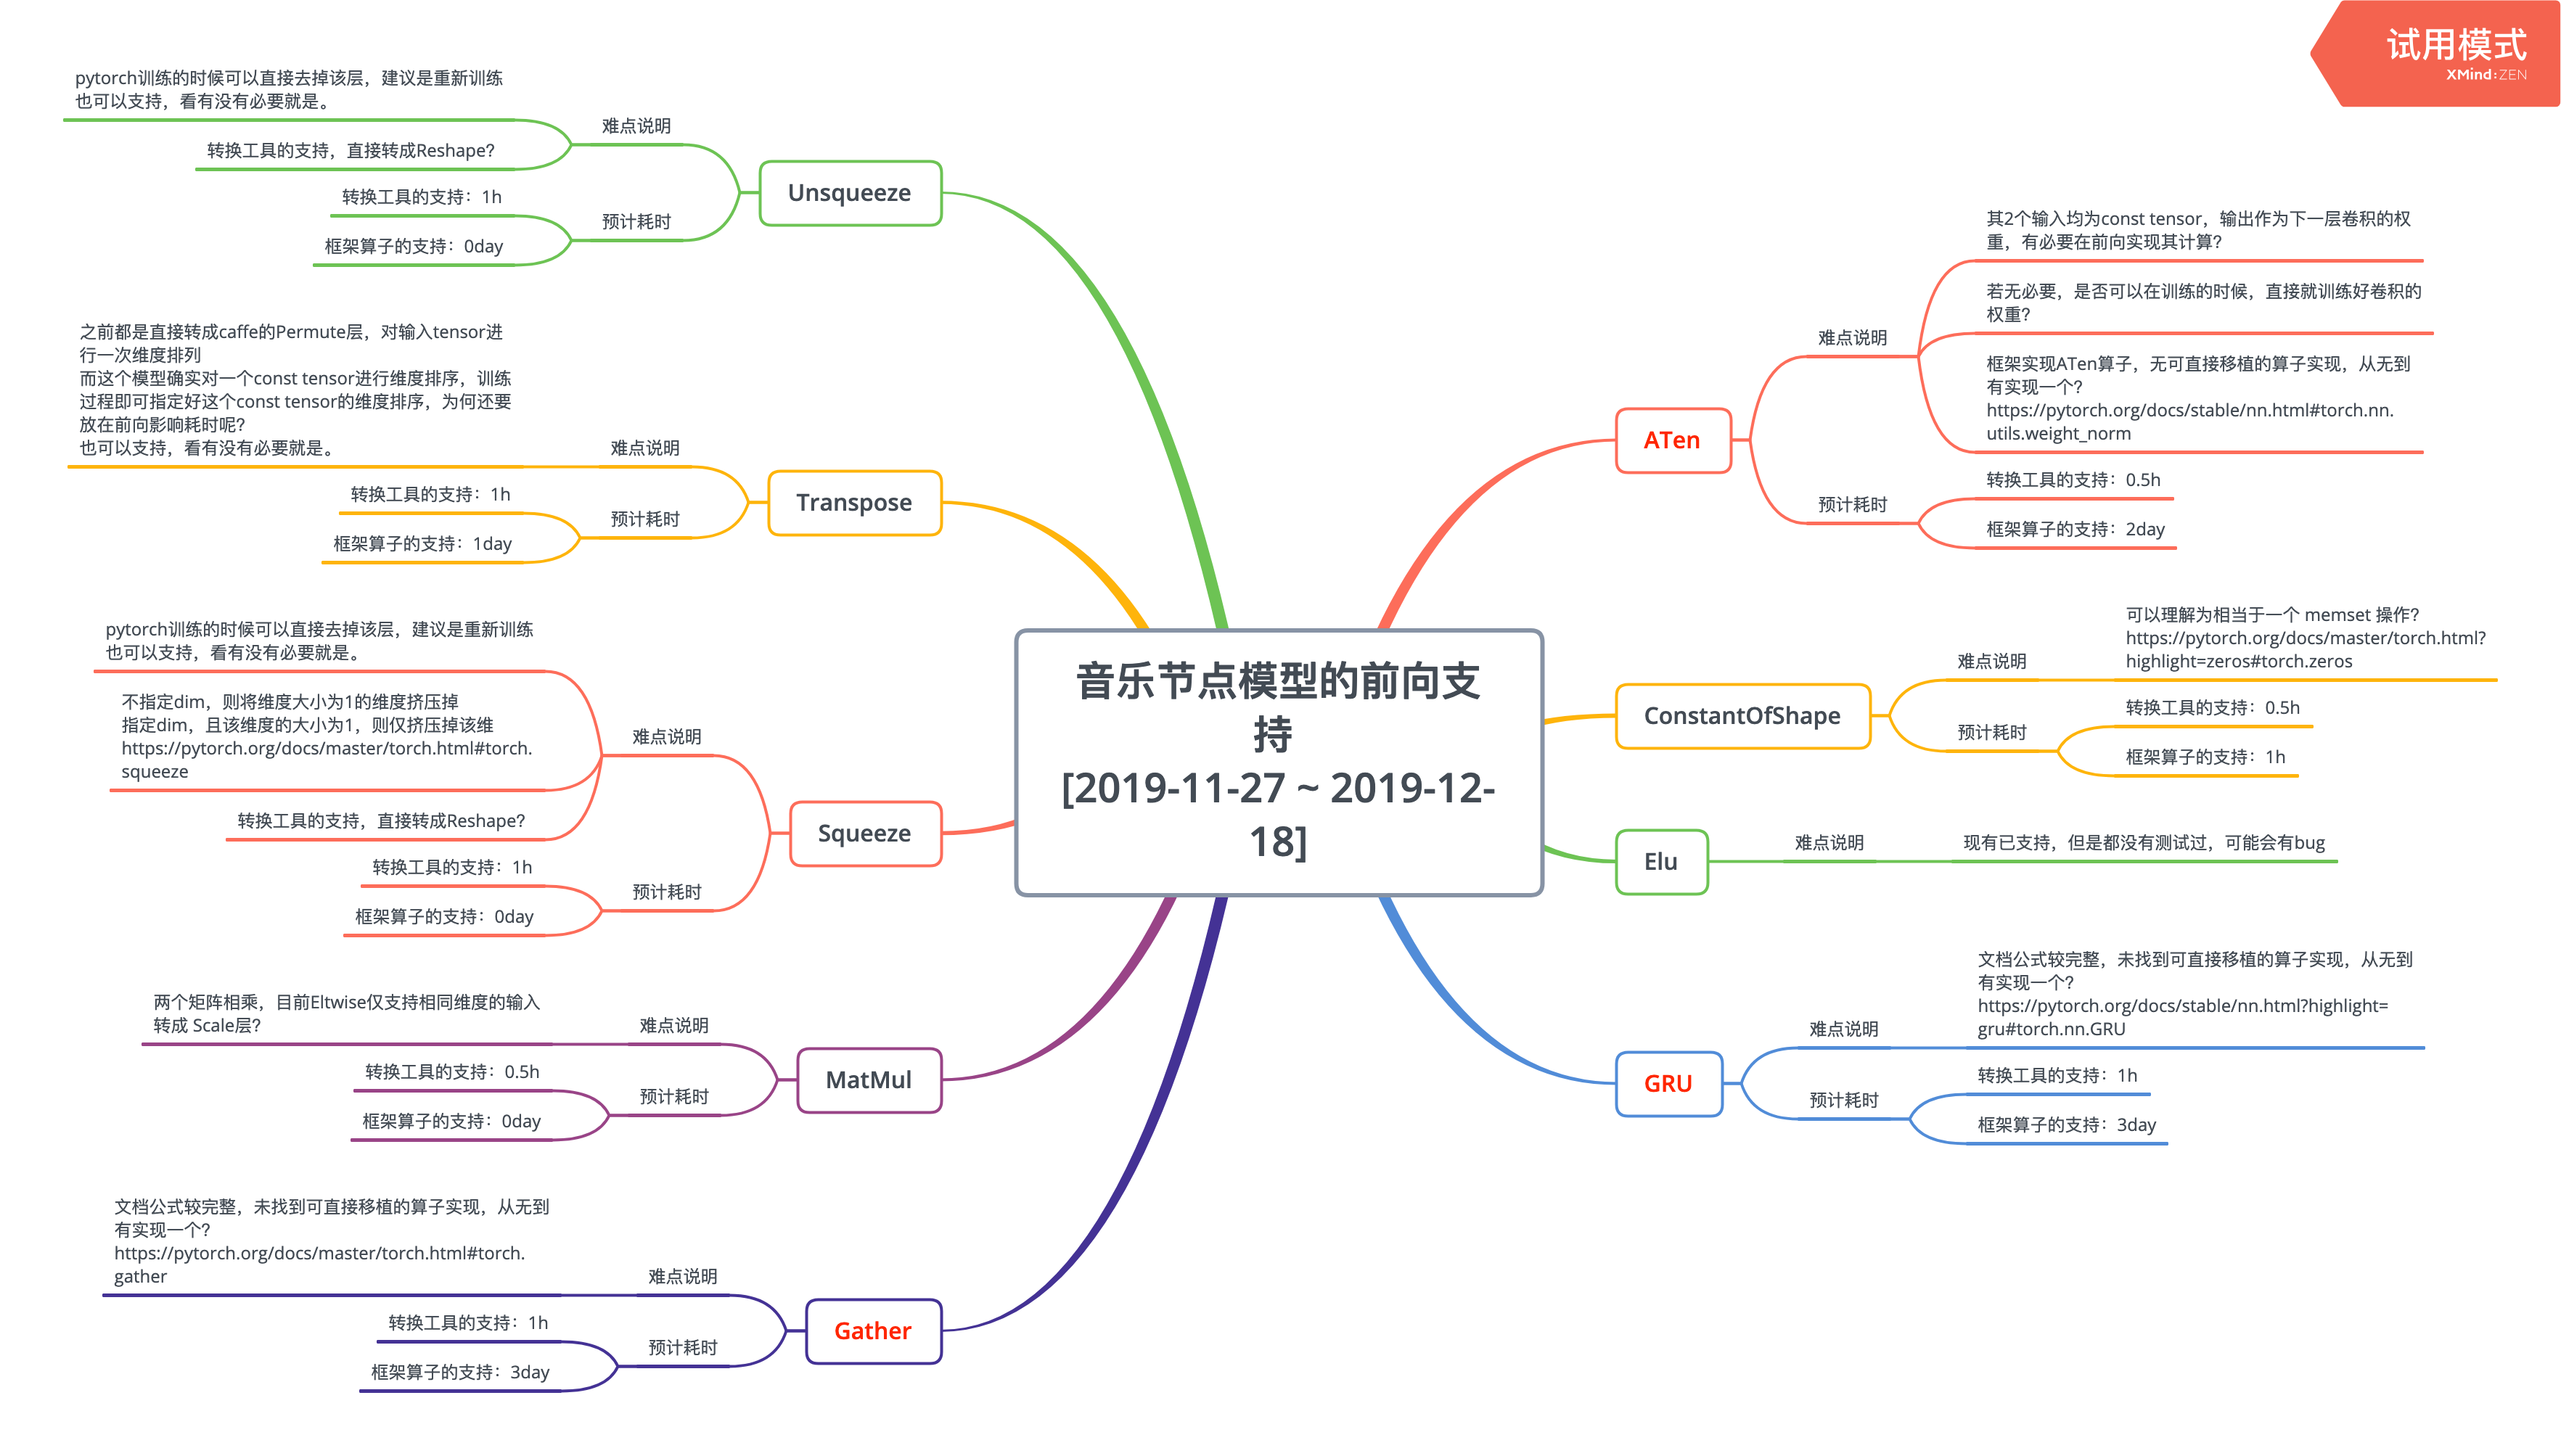 试用模式
XMind:ZEN
音乐节点模型的前向支
持
[2019-11-27 ~ 2019-12-
18]
ATen
难点说明
其2个输入均为const tensor，输出作为下一层卷积的权
重，有必要在前向实现其计算？
若无必要，是否可以在训练的时候，直接就训练好卷积的
权重？
框架实现ATen算子，无可直接移植的算子实现，从无到
有实现一个？
https://pytorch.org/docs/stable/nn.html#torch.nn.
utils.weight_norm
预计耗时
转换工具的支持：0.5h
框架算子的支持：2day
ConstantOfShape
难点说明
可以理解为相当于一个 memset 操作？
https://pytorch.org/docs/master/torch.html?
highlight=zeros#torch.zeros
预计耗时
转换工具的支持：0.5h
框架算子的支持：1h
Elu
难点说明
现有已支持，但是都没有测试过，可能会有bug
GRU
难点说明
文档公式较完整，未找到可直接移植的算子实现，从无到
有实现一个？
https://pytorch.org/docs/stable/nn.html?highlight=
gru#torch.nn.GRU
预计耗时
转换工具的支持：1h
框架算子的支持：3day
Unsqueeze
难点说明
pytorch训练的时候可以直接去掉该层，建议是重新训练
也可以支持，看有没有必要就是。
转换工具的支持，直接转成Reshape？
预计耗时
转换工具的支持：1h
框架算子的支持：0day
Transpose
难点说明
之前都是直接转成caffe的Permute层，对输入tensor进
行一次维度排列
而这个模型确实对一个const tensor进行维度排序，训练
过程即可指定好这个const tensor的维度排序，为何还要
放在前向影响耗时呢？
也可以支持，看有没有必要就是。
预计耗时
转换工具的支持：1h
框架算子的支持：1day
Squeeze
难点说明
pytorch训练的时候可以直接去掉该层，建议是重新训练
也可以支持，看有没有必要就是。
不指定dim，则将维度大小为1的维度挤压掉
指定dim，且该维度的大小为1，则仅挤压掉该维
https://pytorch.org/docs/master/torch.html#torch.
squeeze
转换工具的支持，直接转成Reshape？
预计耗时
转换工具的支持：1h
框架算子的支持：0day
MatMul
难点说明
两个矩阵相乘，目前Eltwise仅支持相同维度的输入
转成 Scale层？
预计耗时
转换工具的支持：0.5h
框架算子的支持：0day
Gather
难点说明
文档公式较完整，未找到可直接移植的算子实现，从无到
有实现一个？
https://pytorch.org/docs/master/torch.html#torch.
gather
预计耗时
转换工具的支持：1h
框架算子的支持：3day